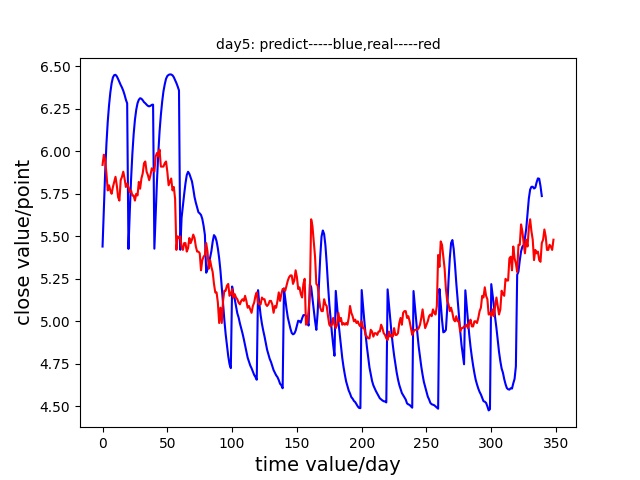 day5: predict-----blue,real-----red
close value/point
6.50
6.25
6.00
5.75
5.50
5.25
5.00
4.75
4.50
0 50 100 150 200 250 300 350
time value/day